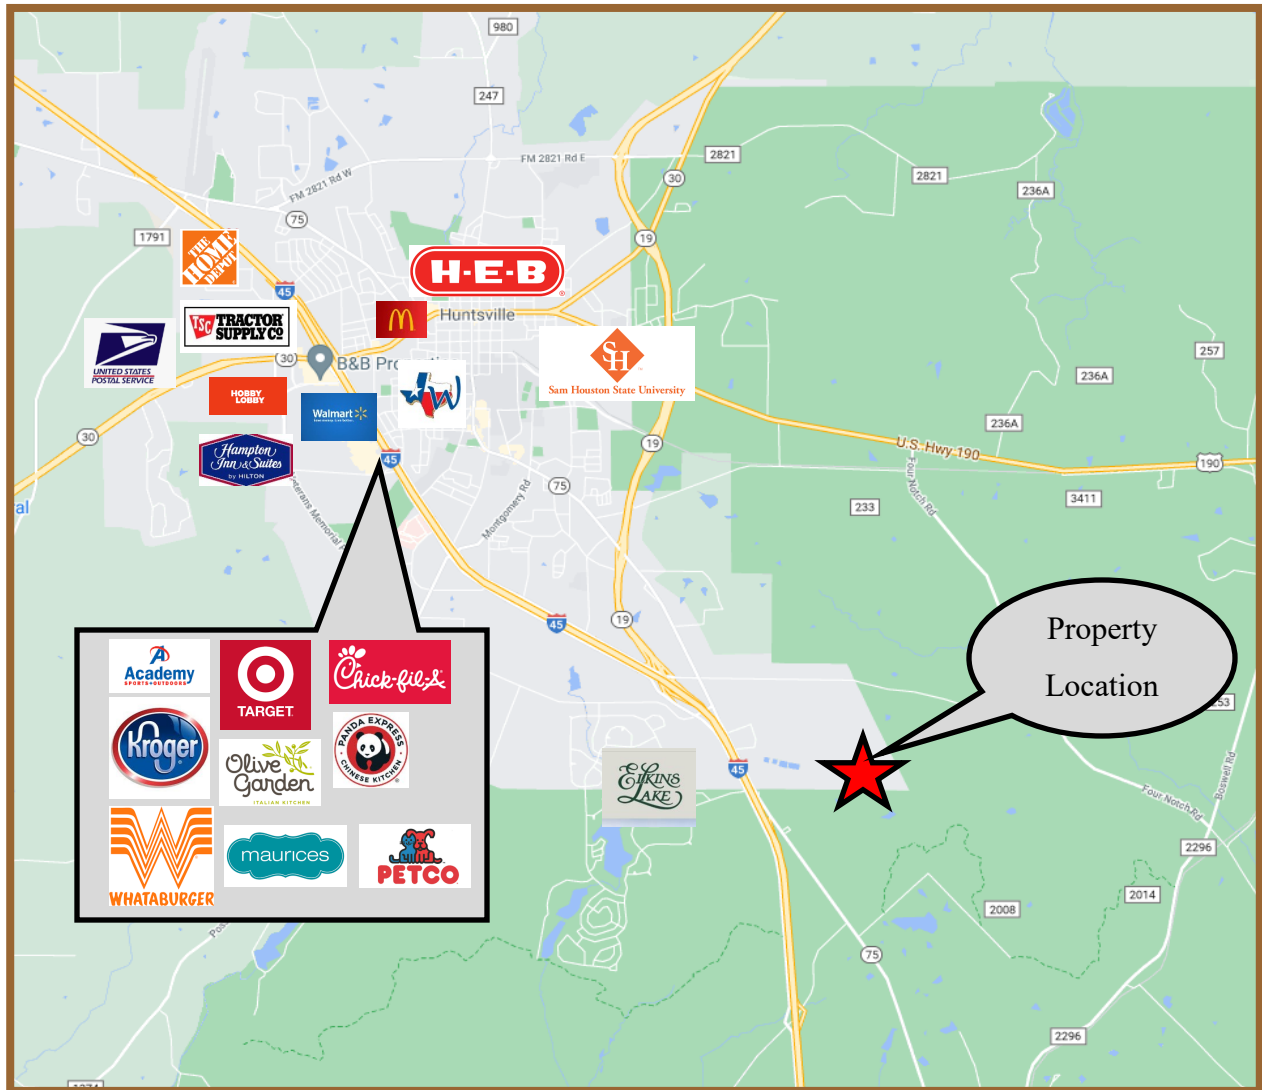 980
247
FM 2821 Rd E
2821
30
2821
236A
FM 2821 Rd W
75
1791
19
THE
HOME
DEPOT
H-E-B
45
TSC TRACTOR
SUPPLY CO
Huntsville
UNITED STATES
POSTAL SERVICE
30
B&B
SH
Sam Houston State University
257
236A
HOBBY
LOBBY
Walmart
W
236A
30
Hampton
Inn & Suites
by HILTON
45
19
U.S. Hwy 190
190
75
Montgomery Rd
Four Notch Rd
3411
233
al
Property
Location
19
45
Academy
SPORTS+OUTDOORS
TARGET
Chick-fil-A
253
Kroger
Olive
Garden
ITALIAN KITCHEN
PANDA EXPRESS
CHINESE KITCHEN
Elkins
Lake
45
Boswell Rd
Four Notch Rd
2296
WHATABURGER
maurices
PETCO
2014
2008
75
2296